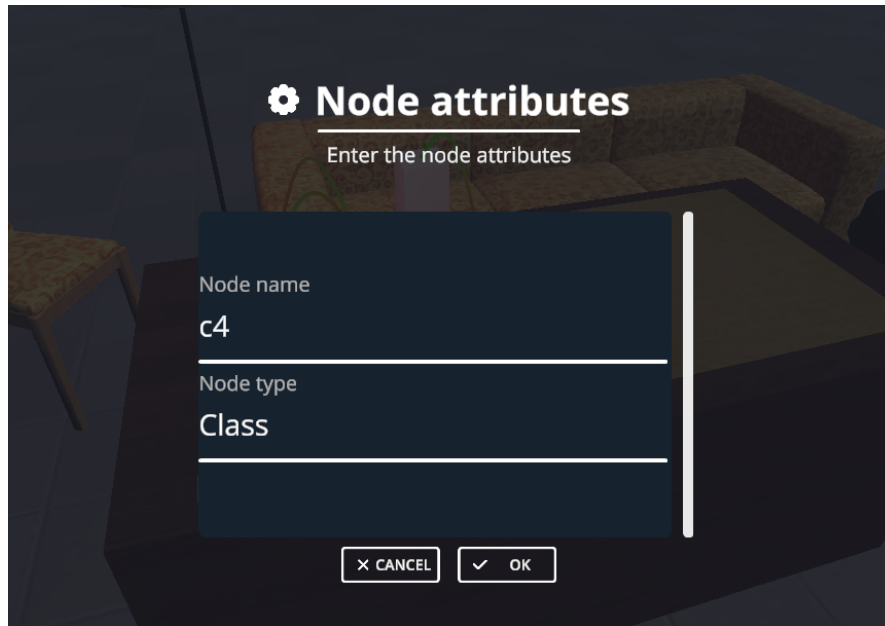 Node attributes
Enter the node attributes
Node name
c4
Node type
Class
CANCEL
OK